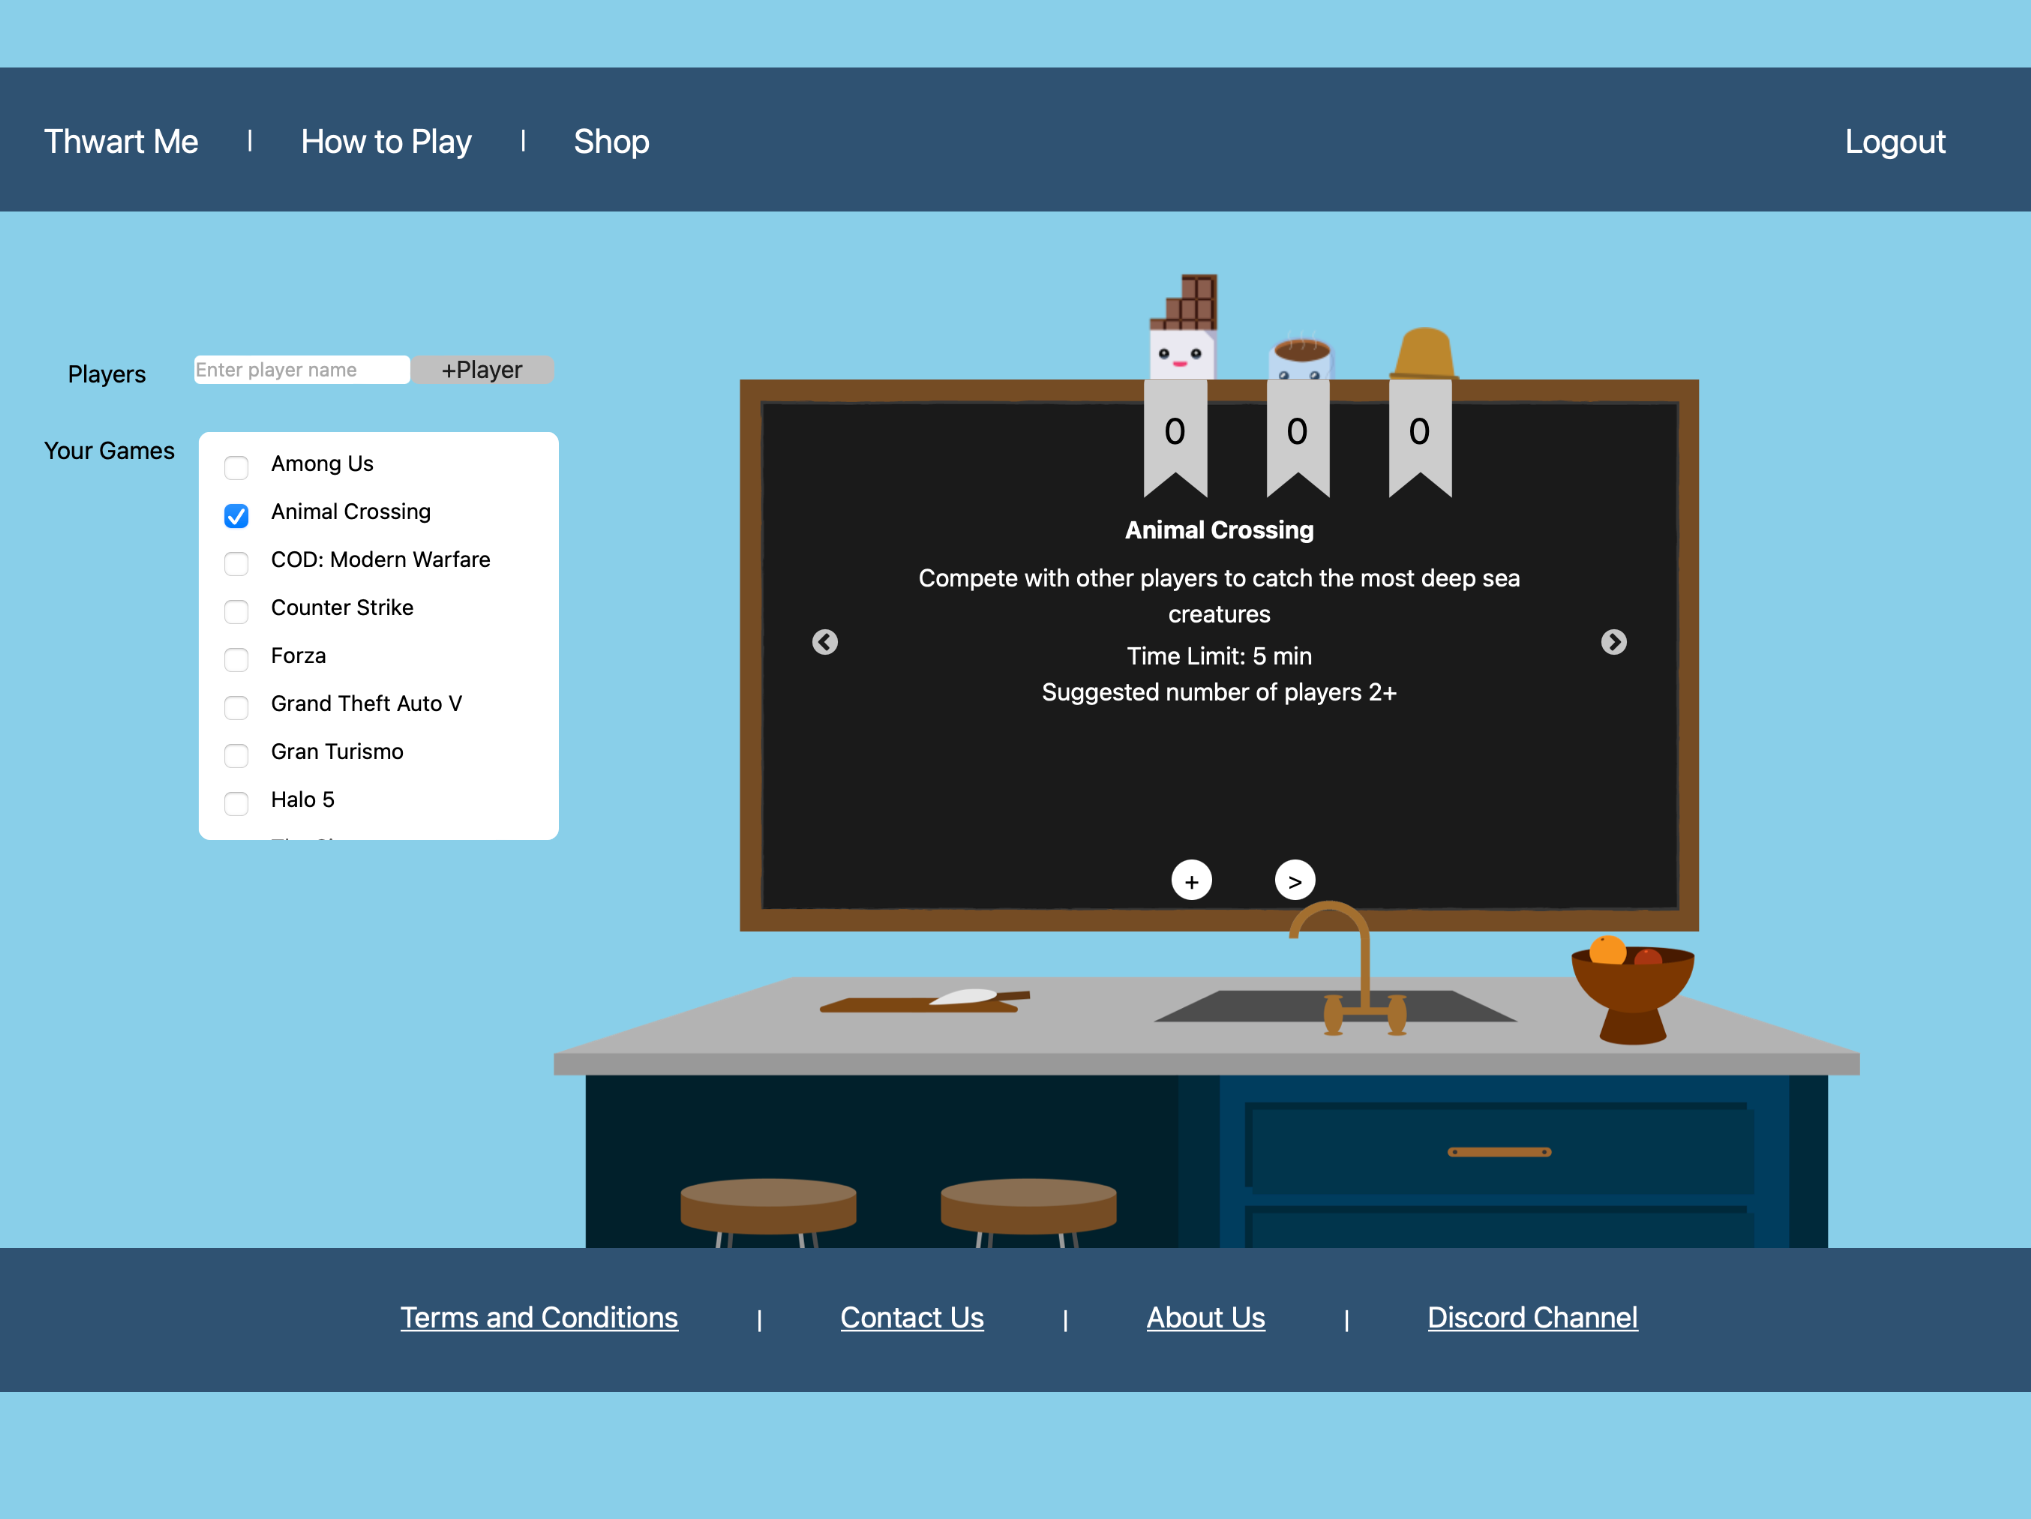 Thwart Me | How to Play | Shop
Logout
Players
Enter player name
+Player
Your Games
Among Us
Animal Crossing
COD: Modern Warfare
Counter Strike
Forza
Grand Theft Auto V
Gran Turismo
Halo 5
0
0
0
Animal Crossing
Compete with other players to catch the most deep sea
creatures
Time Limit: 5 min
Suggested number of players 2+
+
>
Terms and Conditions | Contact Us | About Us | Discord Channel